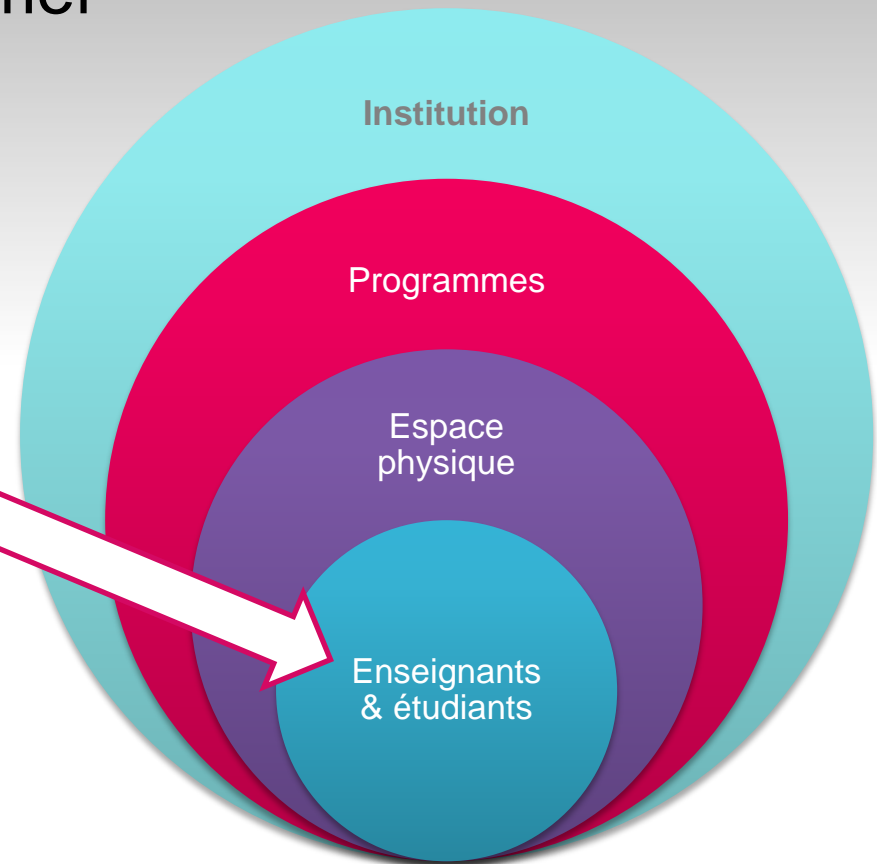 Institution
Programmes
Espace
physique
Enseignants
& étudiants